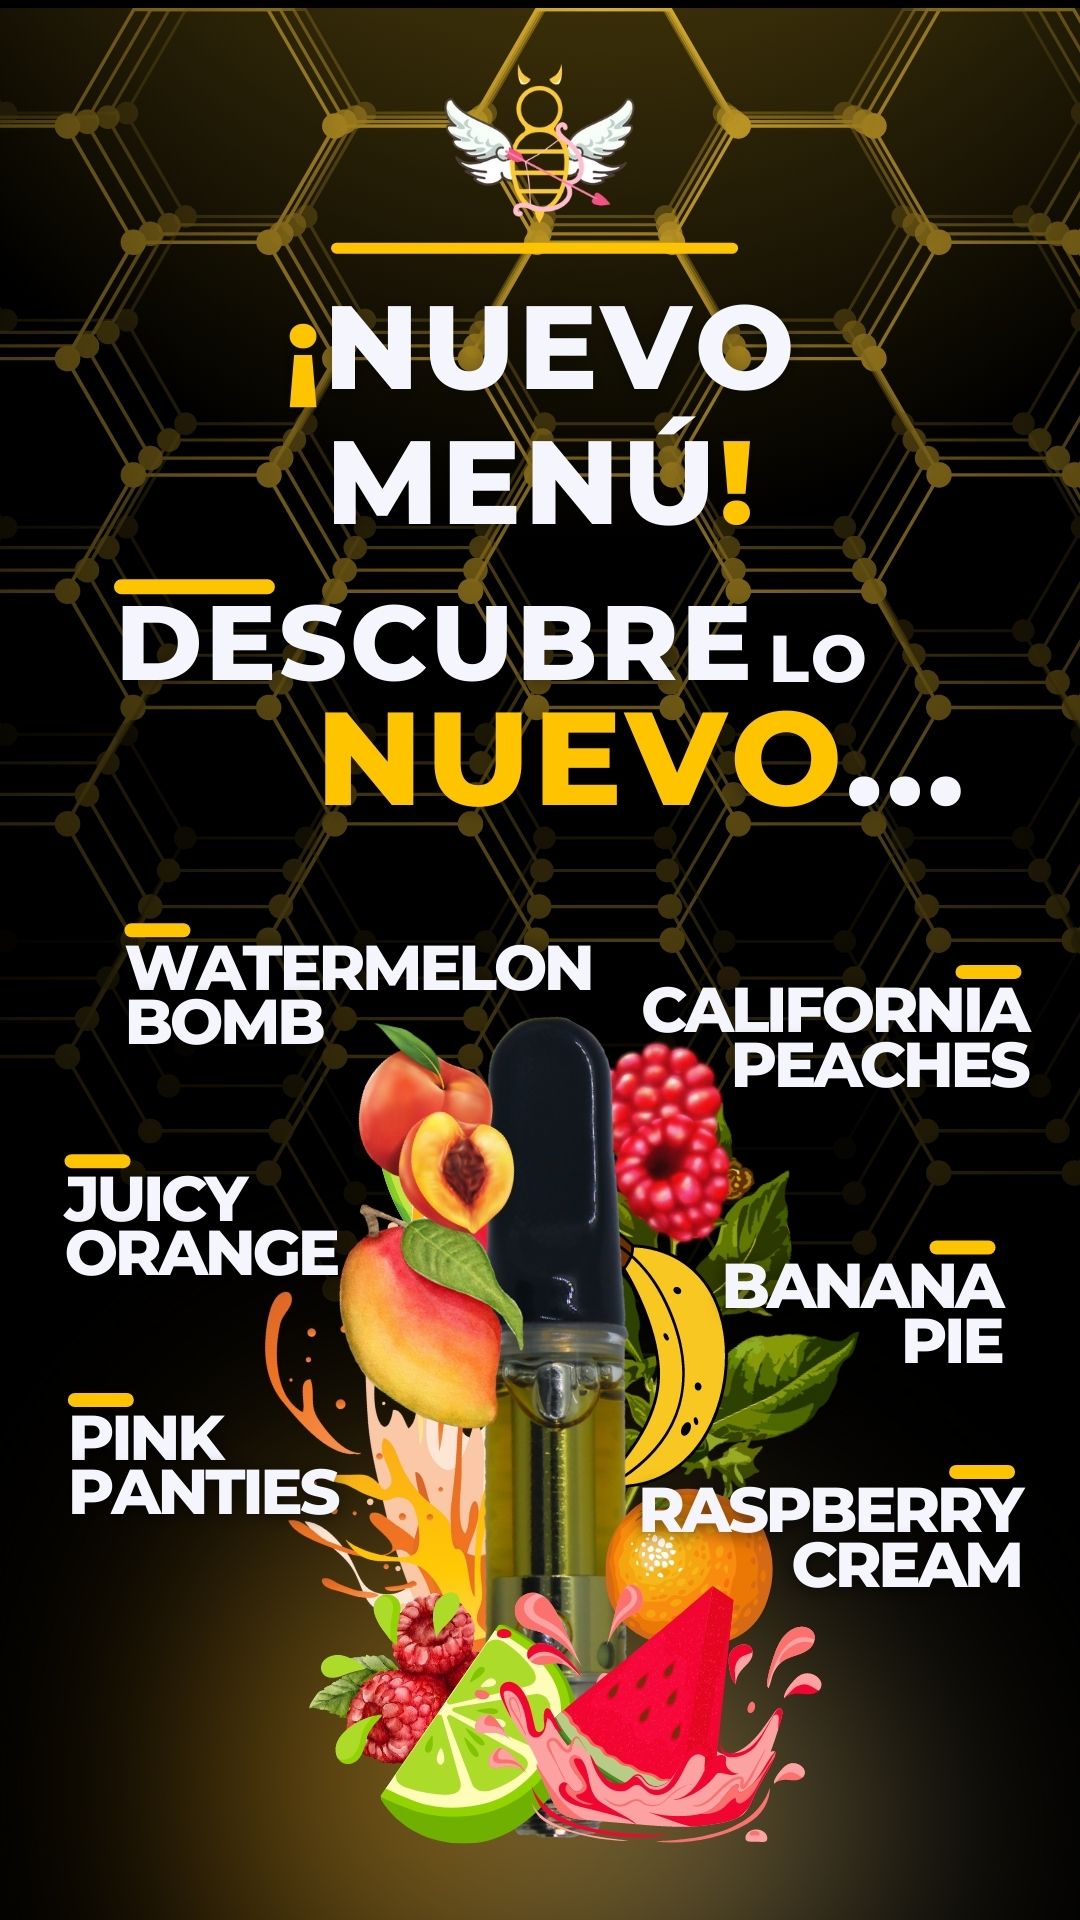 ¡NUEVO
MENÚ!
DESCUBRE LO
NUEVO...
WATERMELON
BOMB
CALIFORNIA
PEACHES
JUICY
ORANGE
BANANA
PIE
PINK
PANTIES
RASPBERRY
CREAM